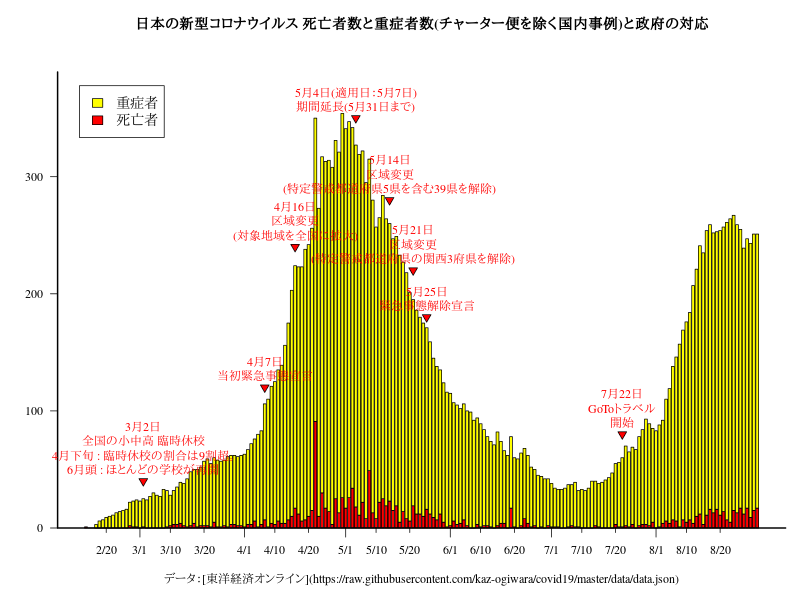 日本の新型コロナウイルス 死亡者数と重症者数(チャーター便を除く国内事例)と政府の対応
重症者
死亡者
5月4日(適用日:5月7日)
期間延長(5月31日まで)
5月14日
区域変更
(特定警戒都道府県5県を含む39県を解除)
4月16日
区域変更
(対象地域を全国に拡大)
5月21日
区域変更
(特定警戒都道府県の関西3府県を解除)
5月25日
緊急事態解除宣言
4月7日
当初緊急事態宣言
3月2日
全国の小中高 臨時休校
4月下旬 : 臨時休校の割合は9割超
6月頭 : ほとんどの学校が再開
7月22日
GoToトラベル
開始
300
200
100
0
2/20 3/1 3/10 3/20 4/1 4/10 4/20 5/1 5/10 5/20 6/1 6/10 6/20 7/1 7/10 7/20 8/1 8/10 8/20
データ:[東洋経済オンライン](https://raw.githubusercontent.com/kaz-ogiwara/covid19/master/data/data.json)